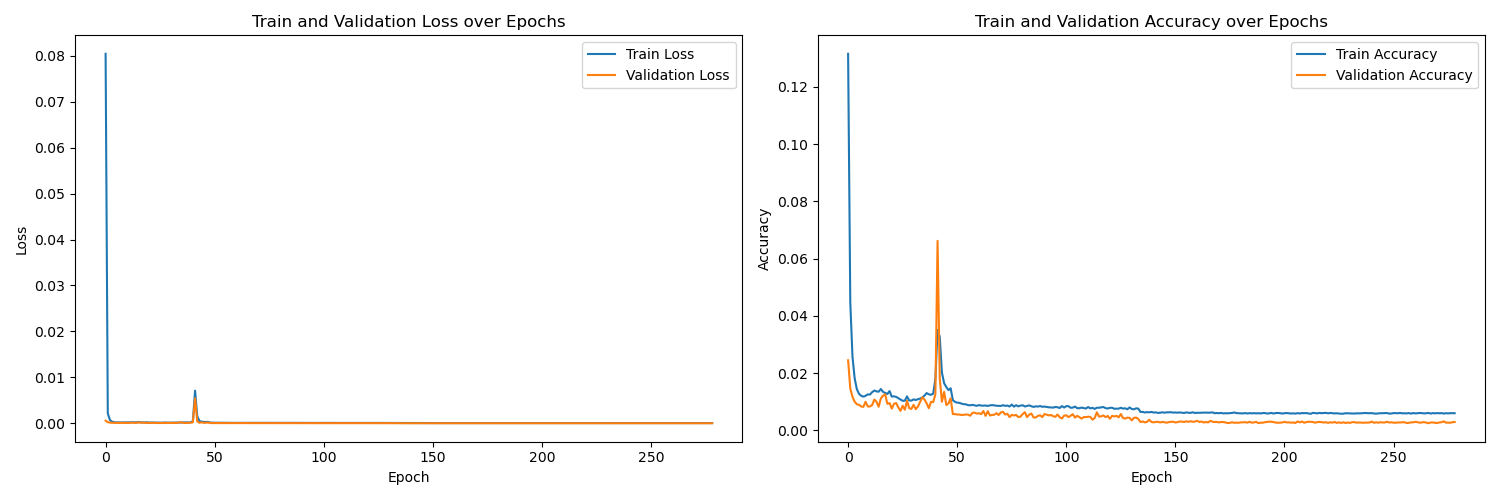 Train and Validation Loss over Epochs
Train Loss
Validation Loss
0.08
0.07
0.06
0.05
0.04
0.03
0.02
0.01
0.00
Loss
0
50
100
150
200
250
Epoch
Train and Validation Accuracy over Epochs
Train Accuracy
Validation Accuracy
0.12
0.10
0.08
0.06
0.04
0.02
0.00
Accuracy
0
50
100
150
200
250
Epoch